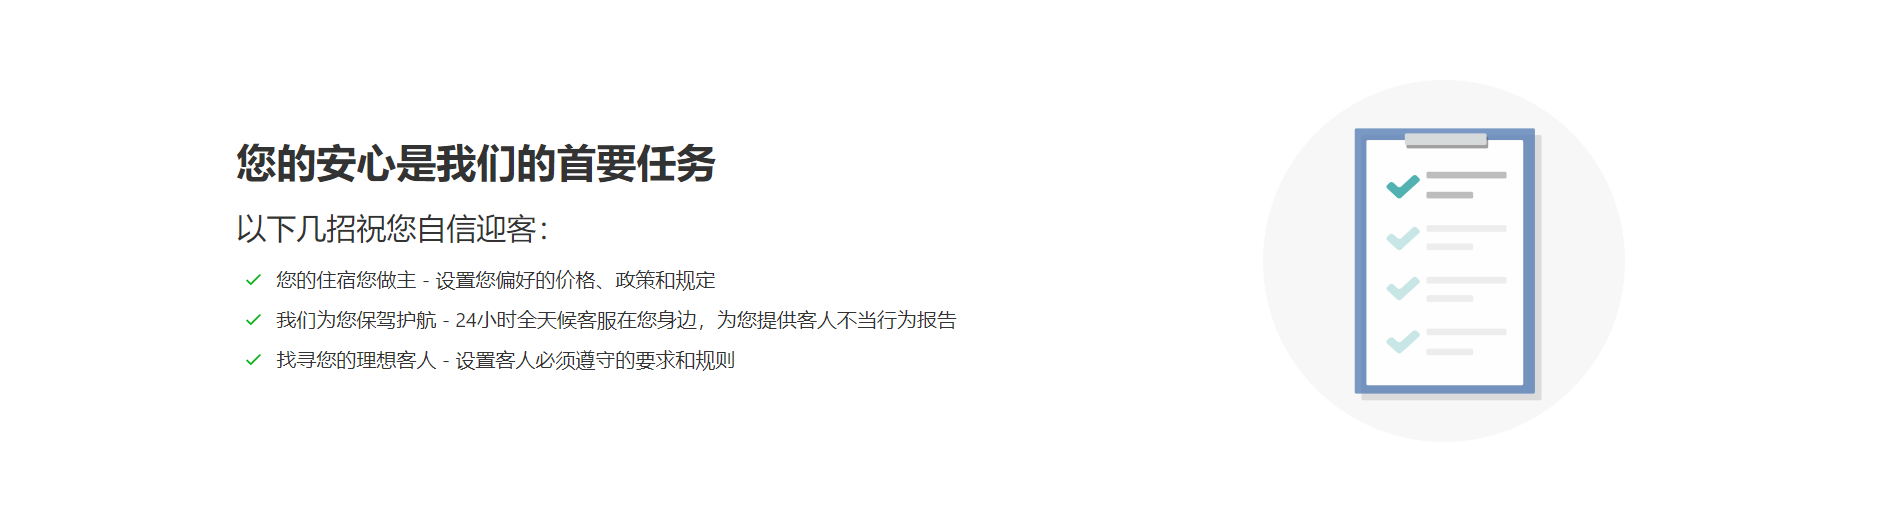 您的安心是我们的首要任务
以下几招祝您自信迎客：
您的住宿您做主 - 设置您偏好的价格、政策和规定
我们为您保驾护航 - 24小时全天候客服在您身边，为您提供客人不当行为报告
找寻您的理想客人 - 设置客人必须遵守的要求和规则